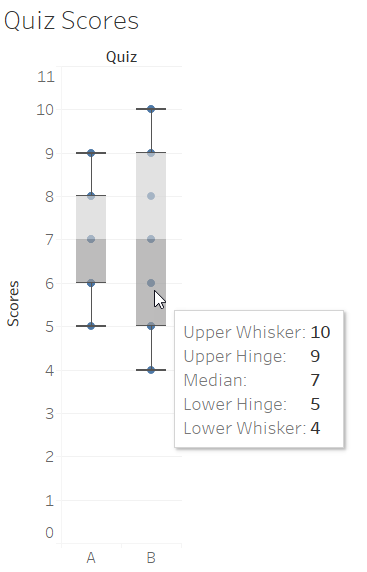 Quiz Scores
Quiz
11
10
9
8
7
6
5
4
3
2
1
0
Scores
A B
Upper Whisker: 10
Upper Hinge: 9
Median: 7
Lower Hinge: 5
Lower Whisker: 4